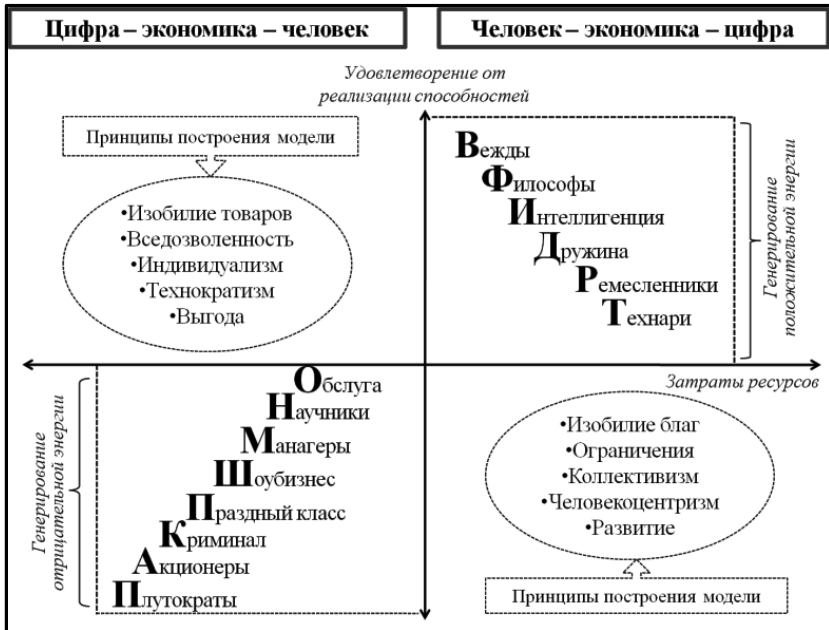 Цифра – экономика – человек
Человек – экономика – цифра
Удовлетворение от
реализации способностей
Принципы построения модели
•Изобилие товаров
•Вседозволенность
•Индивидуализм
•Технократизм
•Выгода
Вежды
Философы
Интеллигенция
Дружина
Ремесленники
Технари
Генерирование
положительной энергии
Затраты ресурсов
Обслуга
Научники
Манагеры
Шоубизнес
Праздный класс
Криминал
Акционеры
Плутократы
Генерирование
отрицательной энергии
•Изобилие благ
•Ограничения
•Коллективизм
•Человекоцентризм
•Развитие
Принципы построения модели